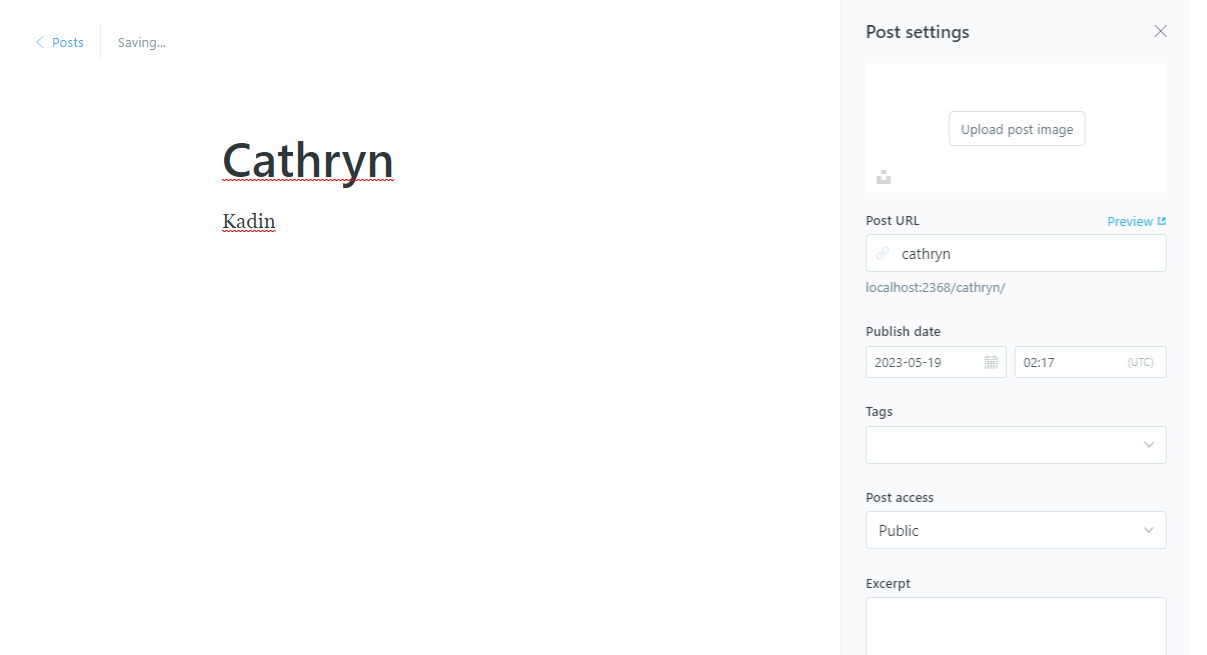 Posts
Saving...
Cathryn
Kadin
Post settings
Upload post image
Post URL
Preview
cathryn
localhost:2368/cathryn/
Publish date
2023-05-19
02:17
(UTC)
Tags
Post access
Public
Excerpt